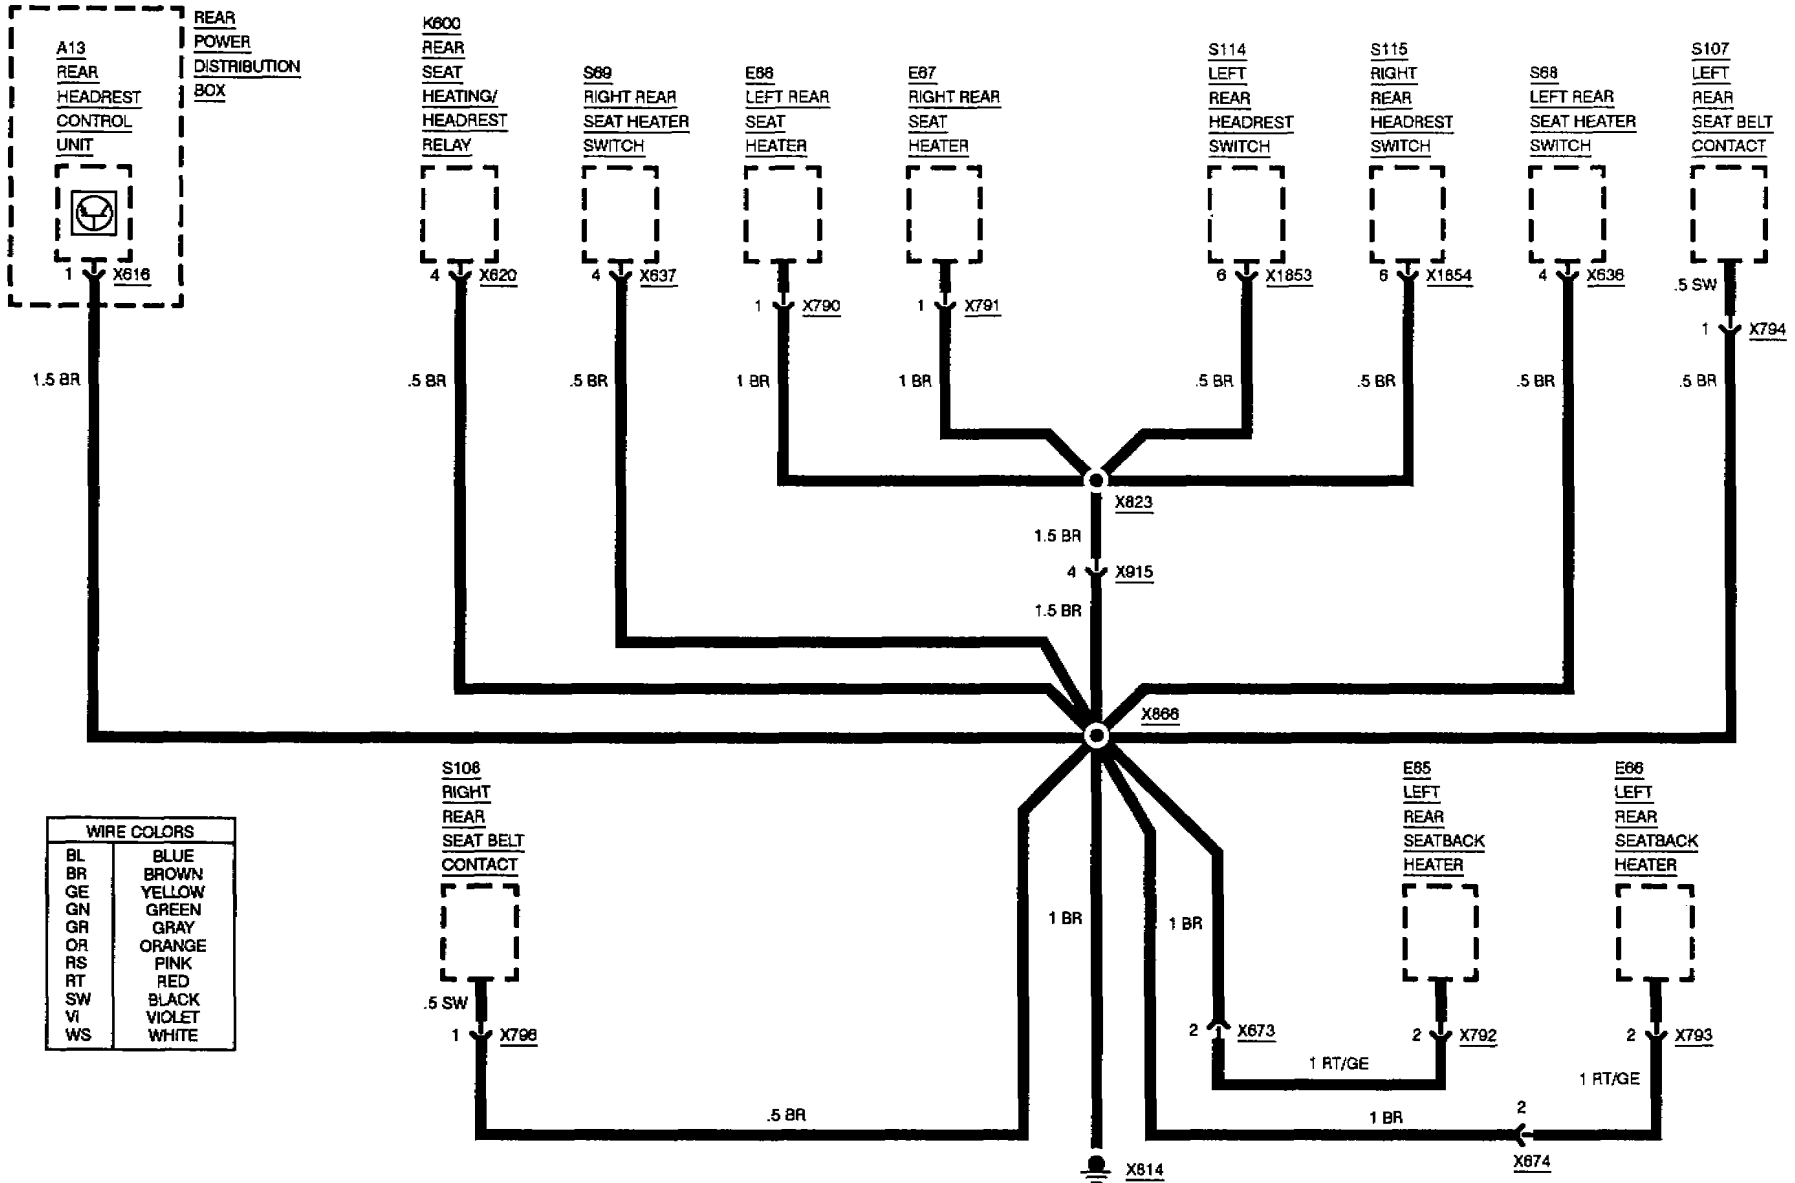 REAR
POWER
DISTRIBUTION
BOX
A13
REAR
HEADREST
CONTROL
UNIT
1
X616
1.5 BR
K600
REAR
SEAT
HEATING/
HEADREST
RELAY
4
X620
.5 BR
S69
RIGHT REAR
SEAT HEATER
SWITCH
4
X637
.5 BR
E68
LEFT REAR
SEAT
HEATER
1
X790
1 BR
E67
RIGHT REAR
SEAT
HEATER
1
X791
1 BR
S114
LEFT
REAR
HEADREST
SWITCH
6
X1853
.5 BR
S115
RIGHT
REAR
HEADREST
SWITCH
6
X1854
.5 BR
S68
LEFT REAR
SEAT HEATER
SWITCH
4
X636
.5 BR
S107
LEFT
REAR
SEAT BELT
CONTACT
.5 SW
1
X794
.5 BR
X823
1.5 BR
4
X915
1.5 BR
X866
S108
RIGHT
REAR
SEAT BELT
CONTACT
.5 SW
1
X796
.5 BR
1 BR
X814
1 BR
2
X673
1 RT/GE
E65
LEFT
REAR
SEATBACK
HEATER
2
X792
E66
LEFT
REAR
SEATBACK
HEATER
2
X793
1 RT/GE
1 BR
2
X674
WIRE COLORS
BL BLUE
BR BROWN
GE YELLOW
GN GREEN
GR GRAY
OR ORANGE
RS PINK
RT RED
SW BLACK
VI VIOLET
WS WHITE